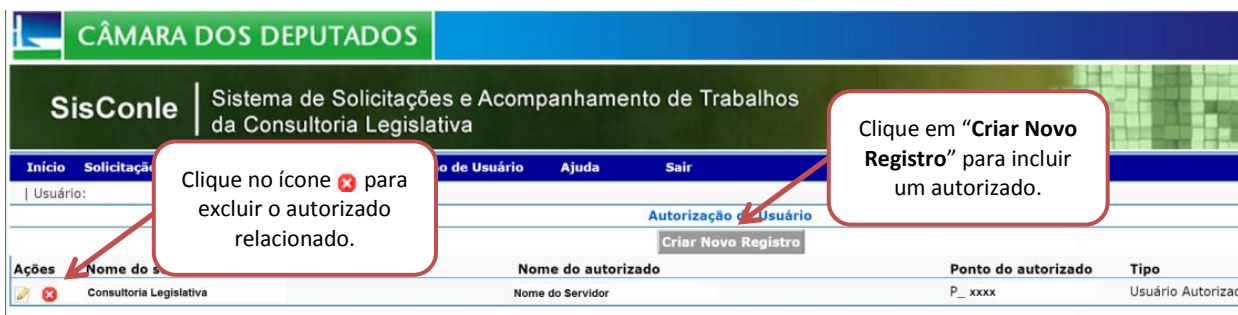 CÂMARA DOS DEPUTADOS
SisConle
Sistema de Solicitações e Acompanhamento de Trabalhos
da Consultoria Legislativa
Clique em “Criar Novo
Registro” para incluir
um autorizado.
Início Solicitação de Usuário Ajuda Sair
Clique no ícone para
excluir o autorizado
relacionado.
| Usuário:
Autorização de Usuário
Criar Novo Registro
Ações Nome do Nome do autorizado Ponto do autorizado Tipo
Consultoria Legislativa Nome do Servidor P_ xxxx Usuário